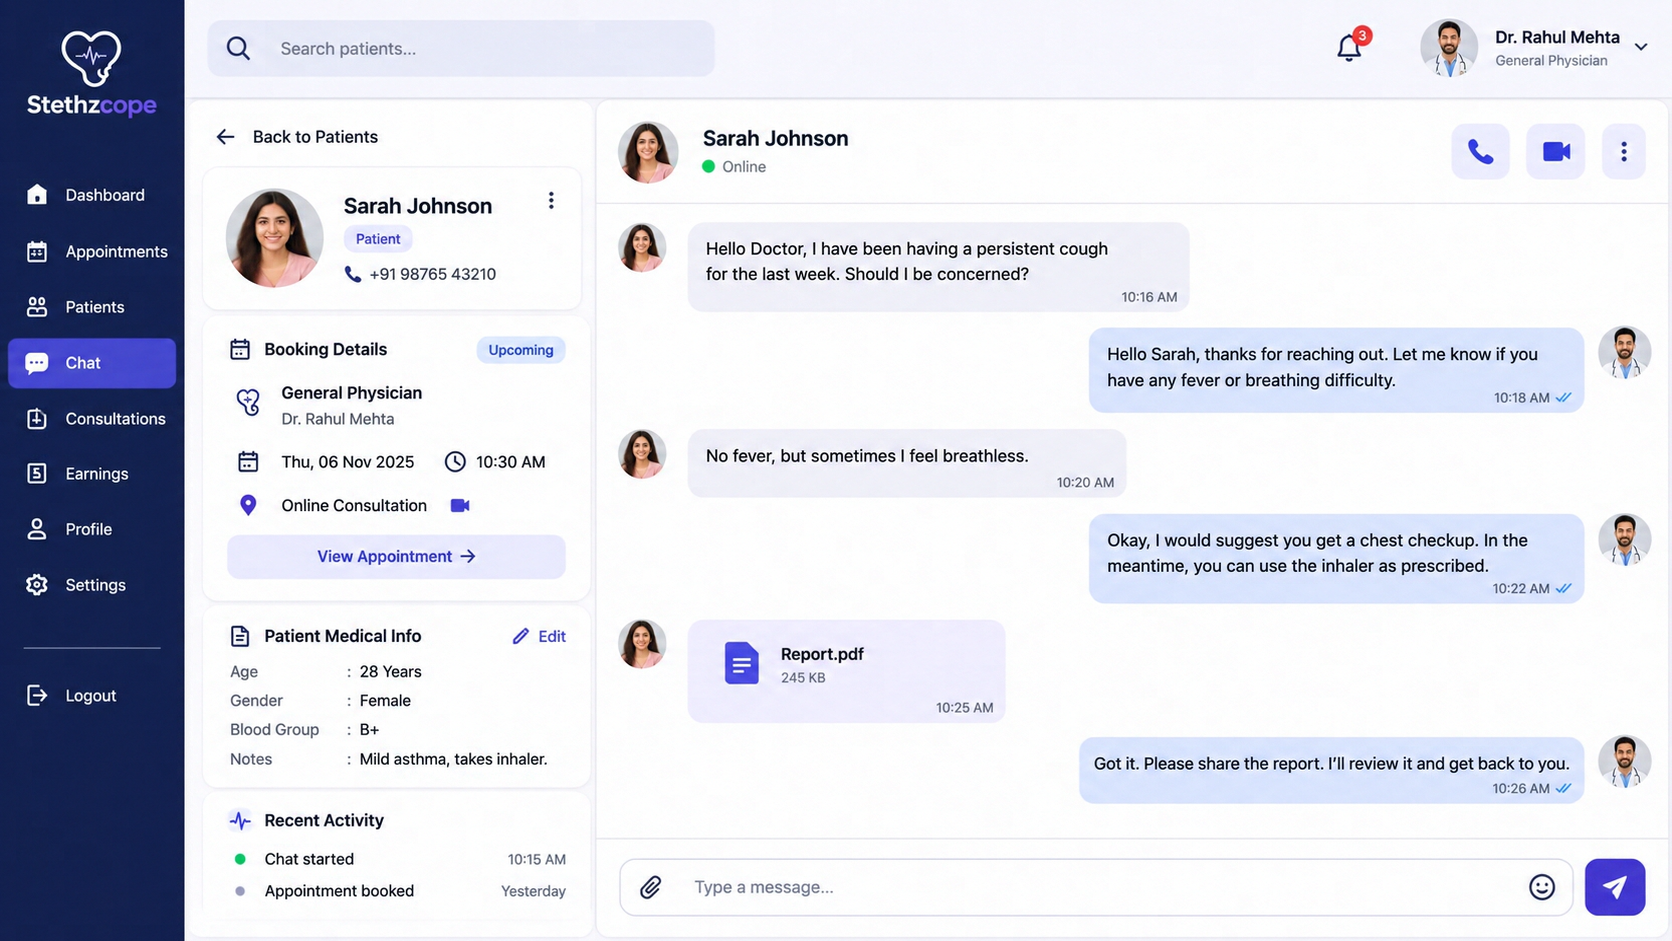 Stethzcope
Dashboard
Appointments
Patients
Chat
Consultations
Earnings
Profile
Settings
Logout
Search patients...
3
Dr. Rahul Mehta
General Physician
Back to Patients
Sarah Johnson
Patient
+91 98765 43210
Booking Details
Upcoming
General Physician
Dr. Rahul Mehta
Thu, 06 Nov 2025 10:30 AM
Online Consultation
View Appointment →
Patient Medical Info
Edit
Age : 28 Years
Gender : Female
Blood Group : B+
Notes : Mild asthma, takes inhaler.
Recent Activity
Chat started 10:15 AM
Appointment booked Yesterday
Sarah Johnson
Online
Hello Doctor, I have been having a persistent cough
for the last week. Should I be concerned?
10:16 AM
Hello Sarah, thanks for reaching out. Let me know if you
have any fever or breathing difficulty.
10:18 AM
No fever, but sometimes I feel breathless.
10:20 AM
Okay, I would suggest you get a chest checkup. In the
meantime, you can use the inhaler as prescribed.
10:22 AM
Report.pdf
245 KB
10:25 AM
Got it. Please share the report. I'll review it and get back to you.
10:26 AM
Type a message...